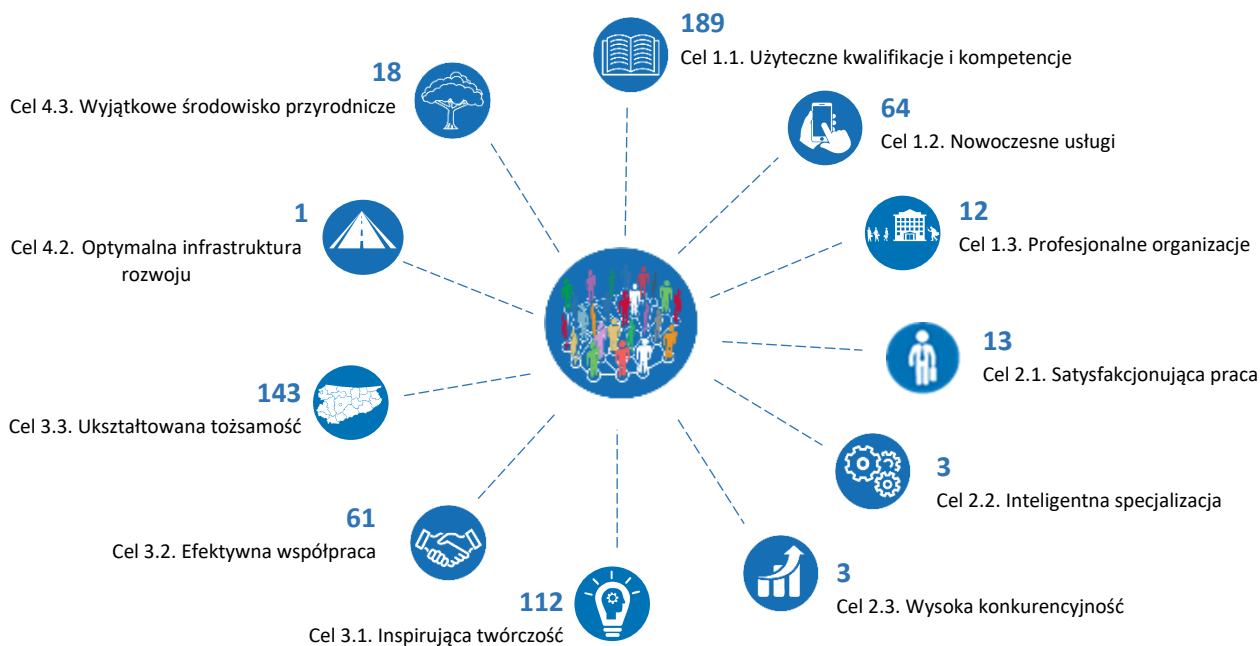 189
Cel 1.1. Użyteczne kwalifikacje i kompetencje
64
Cel 1.2. Nowoczesne usługi
12
Cel 1.3. Profesjonalne organizacje
13
Cel 2.1. Satysfakcjonująca praca
3
Cel 2.2. Inteligentna specjalizacja
3
Cel 2.3. Wysoka konkurencyjność
112
Cel 3.1. Inspirująca twórczość
61
Cel 3.2. Efektywna współpraca
143
Cel 3.3. Ukształtowana tożsamość
1
Cel 4.2. Optymalna infrastruktura
rozwoju
18
Cel 4.3. Wyjątkowe środowisko przyrodnicze